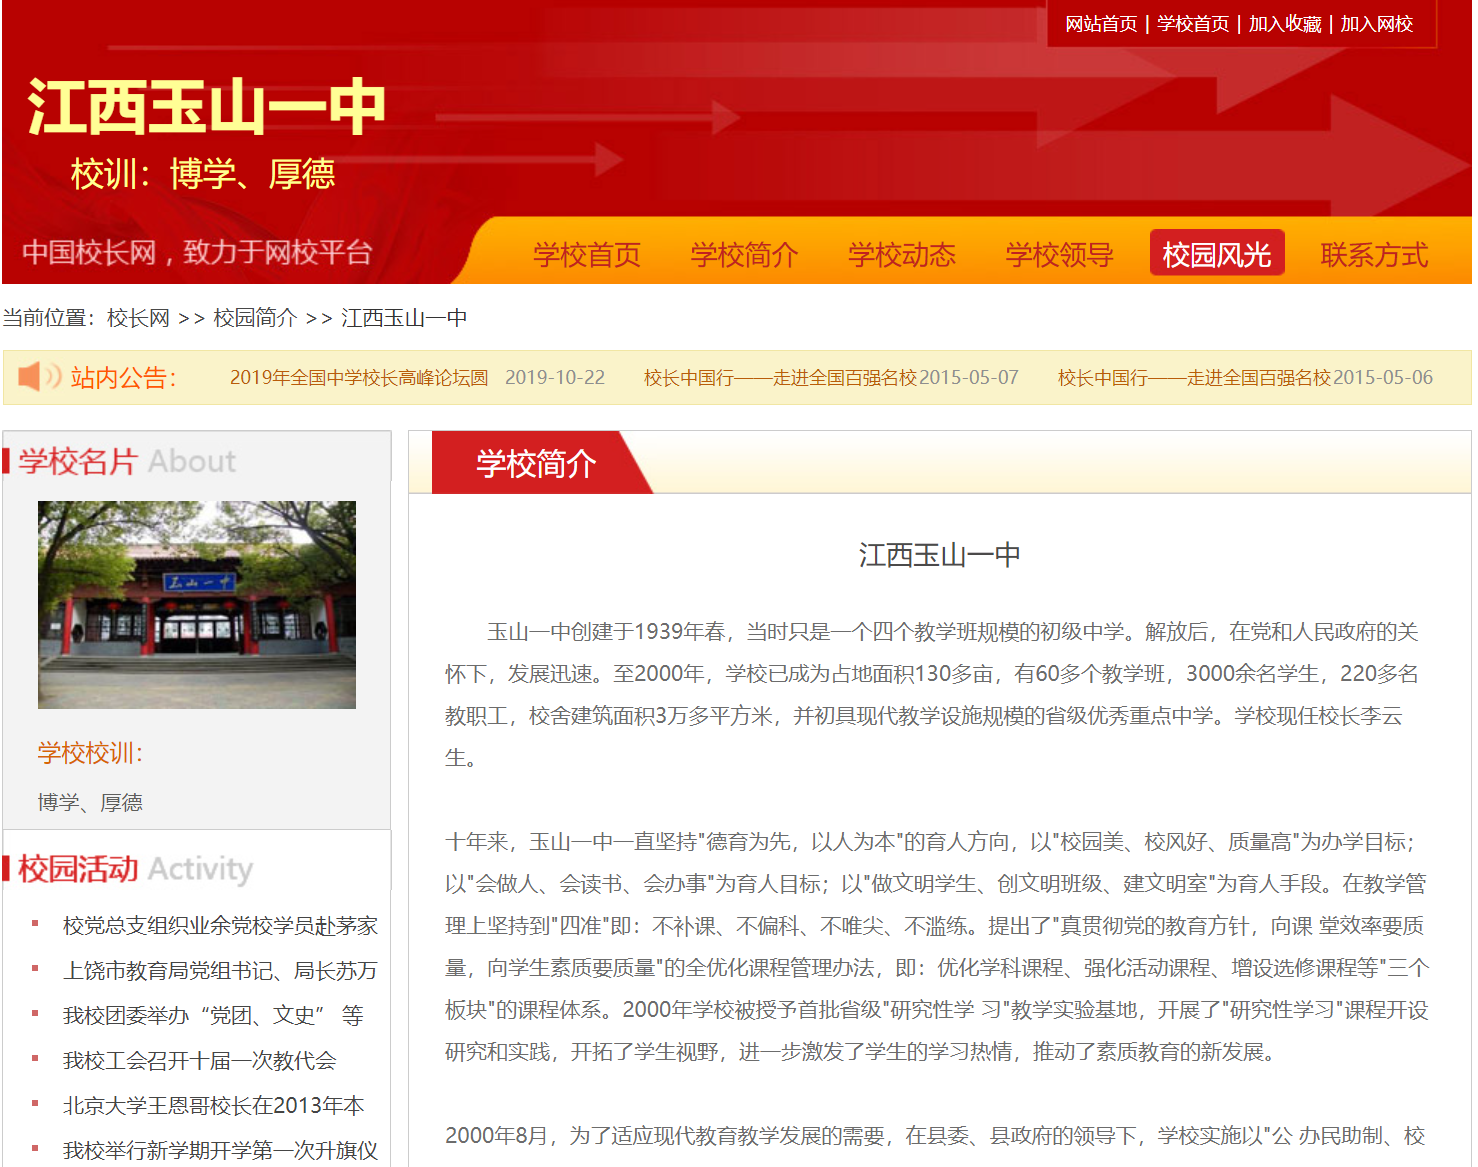 网站首页 | 学校首页 | 加入收藏 | 加入网校
江西玉山一中
校训：博学、厚德
中国校长网，致力于网校平台
学校首页 学校简介 学校动态 学校领导 校园风光 联系方式
当前位置：校长网 >> 校园简介 >> 江西玉山一中
站内公告： 2019年全国中学校长高峰论坛圆 2019-10-22 校长中国行——走进全国百强名校2015-05-07 校长中国行——走进全国百强名校2015-05-06
学校名片 About
玉山一中
学校校训：
博学、厚德
校园活动 Activity
校党总支组织业余党校学员赴茅家
上饶市教育局党组书记、局长苏万
我校团委举办“党团、文史” 等
我校工会召开十届一次教代会
北京大学王恩哥校长在2013年本
我校举行新学期开学第一次升旗仪
学校简介
江西玉山一中
玉山一中创建于1939年春，当时只是一个四个教学班规模的初级中学。解放后，在党和人民政府的关
怀下，发展迅速。至2000年，学校已成为占地面积130多亩，有60多个教学班，3000余名学生，220多名
教职工，校舍建筑面积3万多平方米，并初具现代教学设施规模的省级优秀重点中学。学校现任校长李云
生。
十年来，玉山一中一直坚持"德育为先，以人为本"的育人方向，以"校园美、校风好、质量高"为办学目标；
以"会做人、会读书、会办事"为育人目标；以"做文明学生、创文明班级、建文明室"为育人手段。在教学管
理上坚持到"四准"即：不补课、不偏科、不唯尖、不滥练。提出了"真贯彻党的教育方针，向课 堂效率要质
量，向学生素质要质量"的全优化课程管理办法，即：优化学科课程、强化活动课程、增设选修课程等"三个
板块"的课程体系。2000年学校被授予首批省级"研究性学 习"教学实验基地，开展了"研究性学习"课程开设
研究和实践，开拓了学生视野，进一步激发了学生的学习热情，推动了素质教育的新发展。
2000年8月，为了适应现代教育教学发展的需要，在县委、县政府的领导下，学校实施以"公 办民助制、校